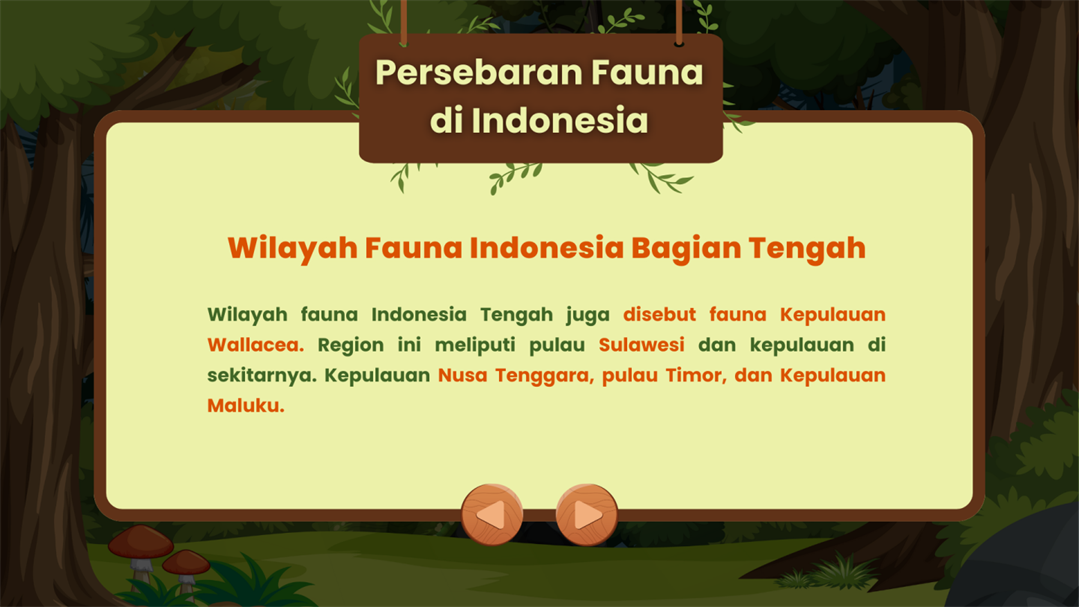 Persebaran Fauna
di Indonesia
Wilayah Fauna Indonesia Bagian Tengah
Wilayah fauna Indonesia Tengah juga disebut fauna Kepulauan
Wallacea. Region ini meliputi pulau Sulawesi dan kepulauan di
sekitarnya. Kepulauan Nusa Tenggara, pulau Timor, dan Kepulauan
Maluku.